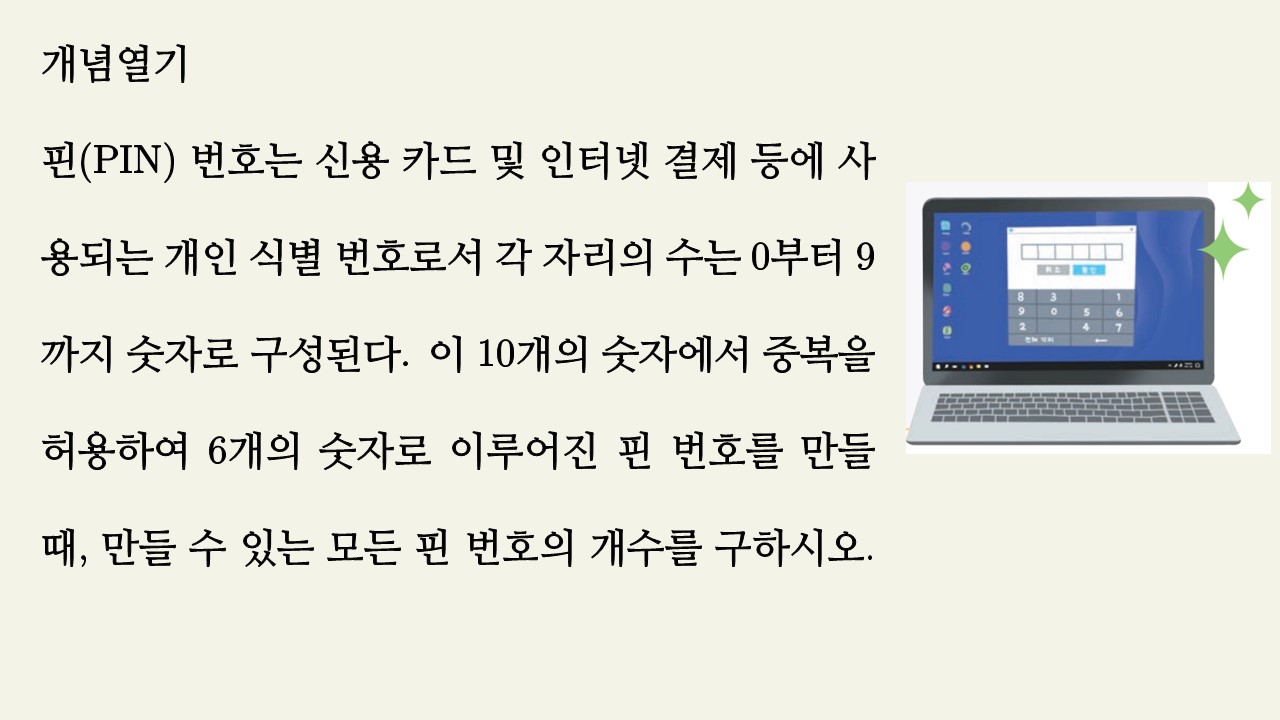 개념열기
핀(PIN) 번호는 신용 카드 및 인터넷 결제 등에 사
용되는 개인 식별 번호로서 각 자리의 수는 0부터 9
까지 숫자로 구성된다. 이 10개의 숫자에서 중복을
허용하여 6개의 숫자로 이루어진 핀 번호를 만들
때, 만들 수 있는 모든 핀 번호의 개수를 구하시오.
취소 확인
8 3 1
9 0 5 6
2 4 7
전체 삭제